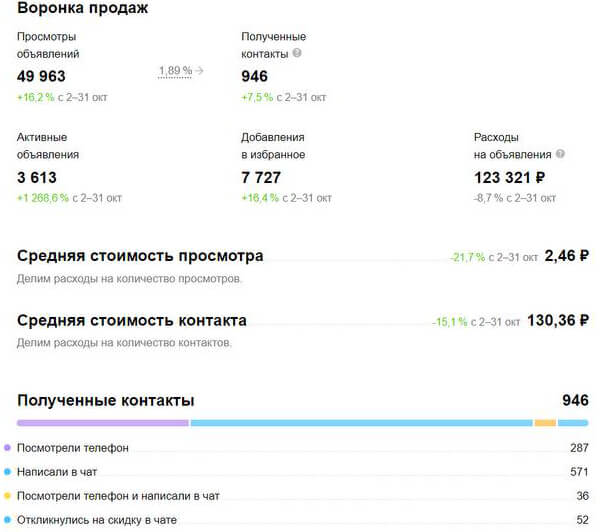 Воронка продаж
Просмотры
объявлений
49 963
+16,2 % с 2–31 окт
1,89 % →
Полученные
контакты ?
946
+7,5 % с 2–31 окт
Активные
объявления
3 613
+1 268,6 % с 2–31 окт
Добавления
в избранное
7 727
+16,4 % с 2–31 окт
Расходы
на объявления ?
123 321 ₽
-8,7 % с 2–31 окт
Средняя стоимость просмотра -21,7 % с 2–31 окт 2,46 ₽
Делим расходы на количество просмотров.
Средняя стоимость контакта -15,1 % с 2–31 окт 130,36 ₽
Делим расходы на количество контактов.
Полученные контакты 946
Посмотрели телефон 287
Написали в чат 571
Посмотрели телефон и написали в чат 36
Откликнулись на скидку в чате 52